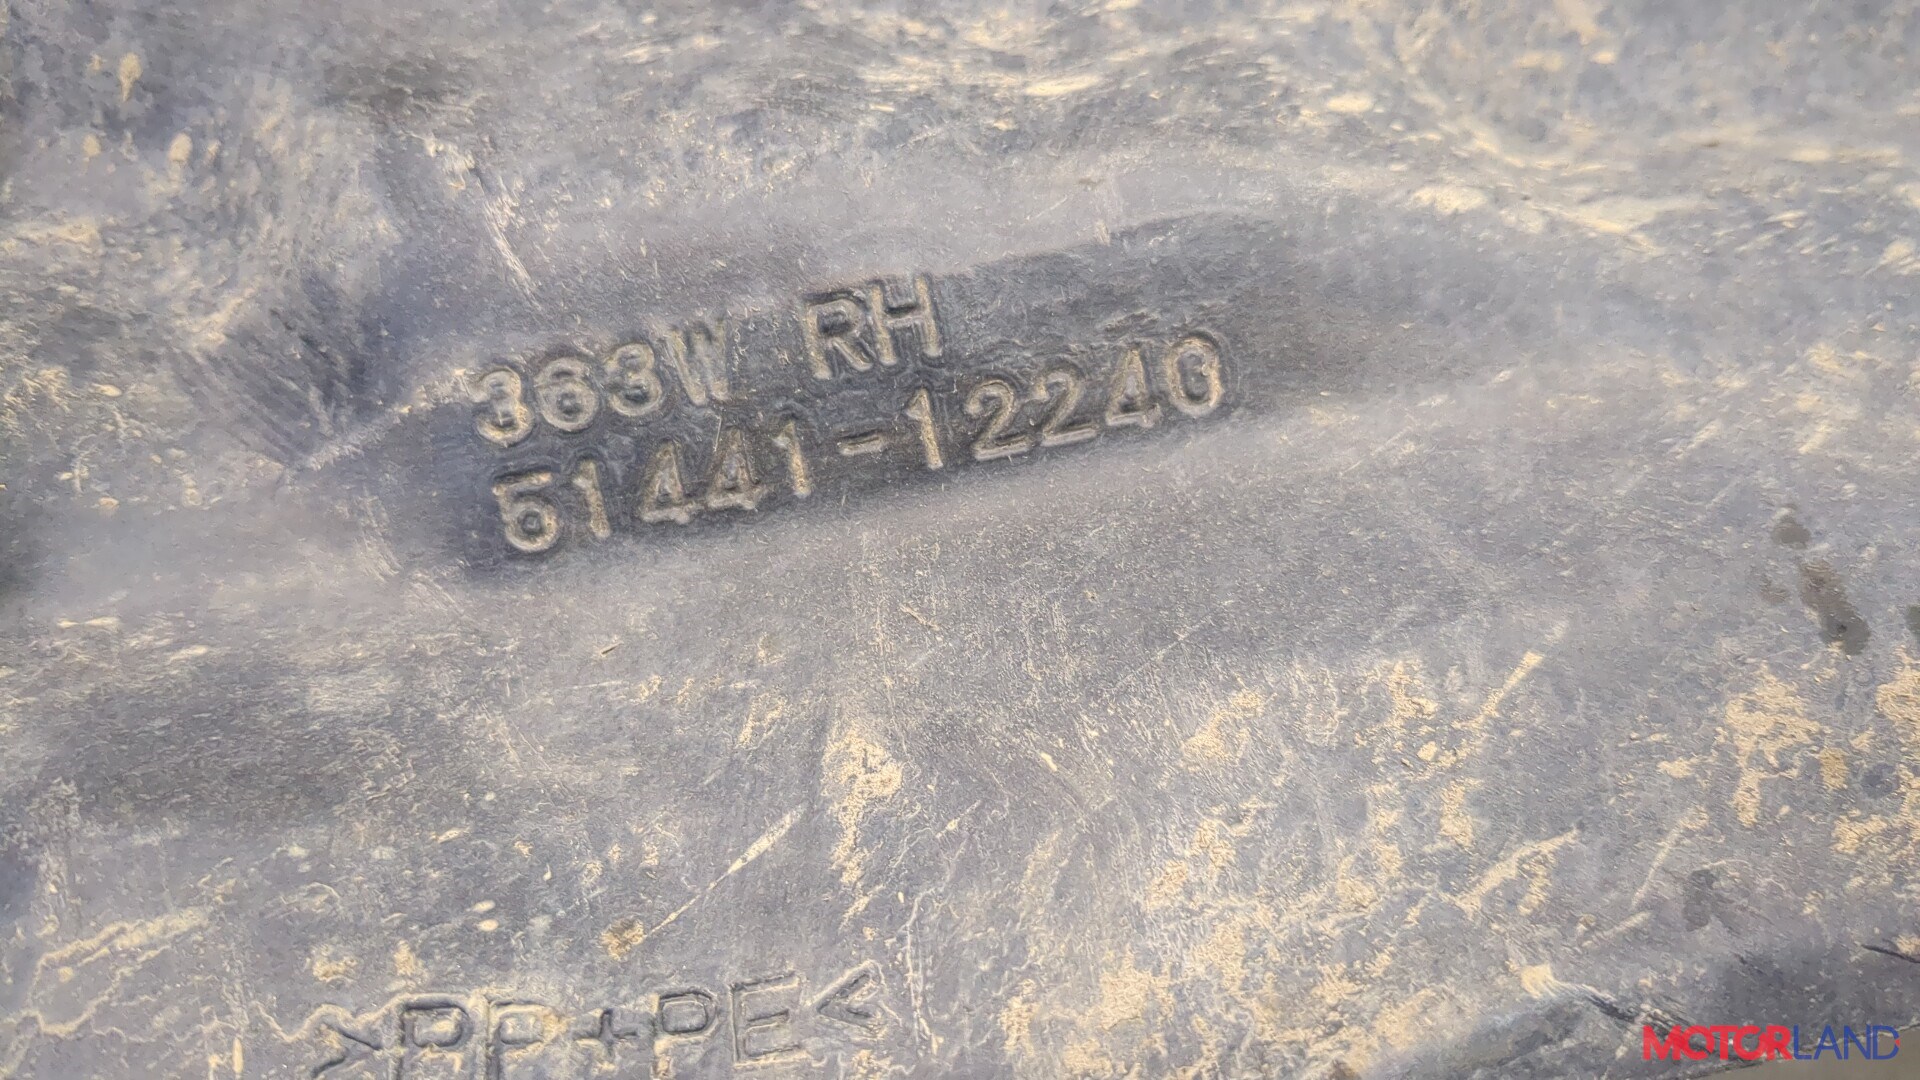 363W RH
51441-12240
>PP+PE<
MOTORLAND